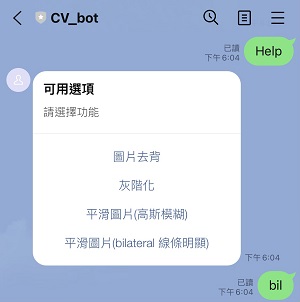 CV_bot
已讀
下午6:04
Help
可用選項
請選擇功能
圖片去背
灰階化
平滑圖片(高斯模糊)
平滑圖片(bilateral 線條明顯)
下午6:04
已讀
下午6:04
bil